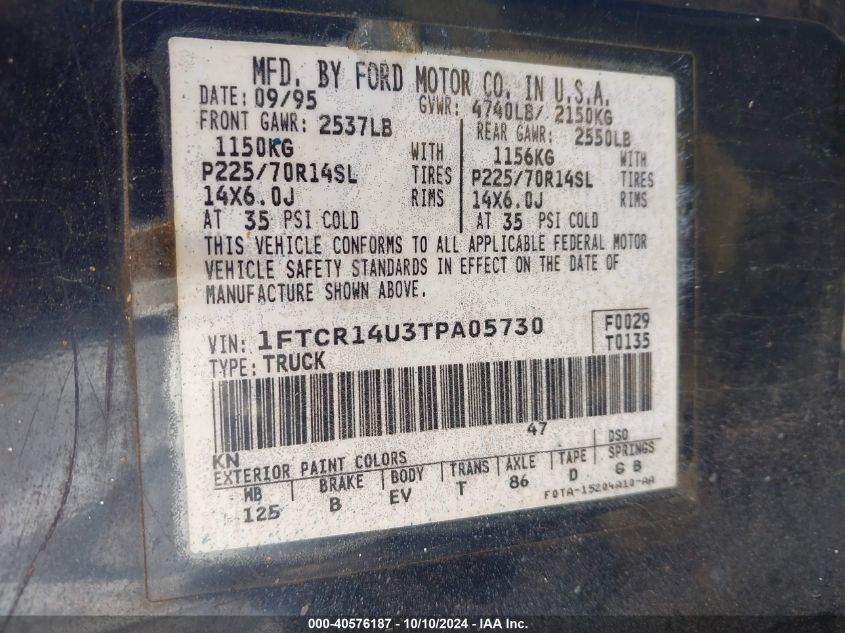 MFD. BY FORD MOTOR CO. IN U.S.A.
DATE: 09/95 GVWR: 4740LB/ 2150KG
FRONT GAWR: 2537LB REAR GAWR: 2550LB
1150KG WITH 1156KG WITH
P225/70R14SL TIRES P225/70R14SL TIRES
14X6.0J RIMS 14X6.0J RIMS
AT 35 PSI COLD AT 35 PSI COLD
THIS VEHICLE CONFORMS TO ALL APPLICABLE FEDERAL MOTOR
VEHICLE SAFETY STANDARDS IN EFFECT ON THE DATE OF
MANUFACTURE SHOWN ABOVE.
VIN: 1FTCR14U3TPA05730 F0029
TYPE: TRUCK T0135
47
KN DSO
EXTERIOR PAINT COLORS
WB BRAKE BODY TRANS AXLE TAPE SPRINGS
125 B EV T 86 D G B
F0TA-15204A10-AA
000-40576187 - 10/10/2024 - IAA Inc.